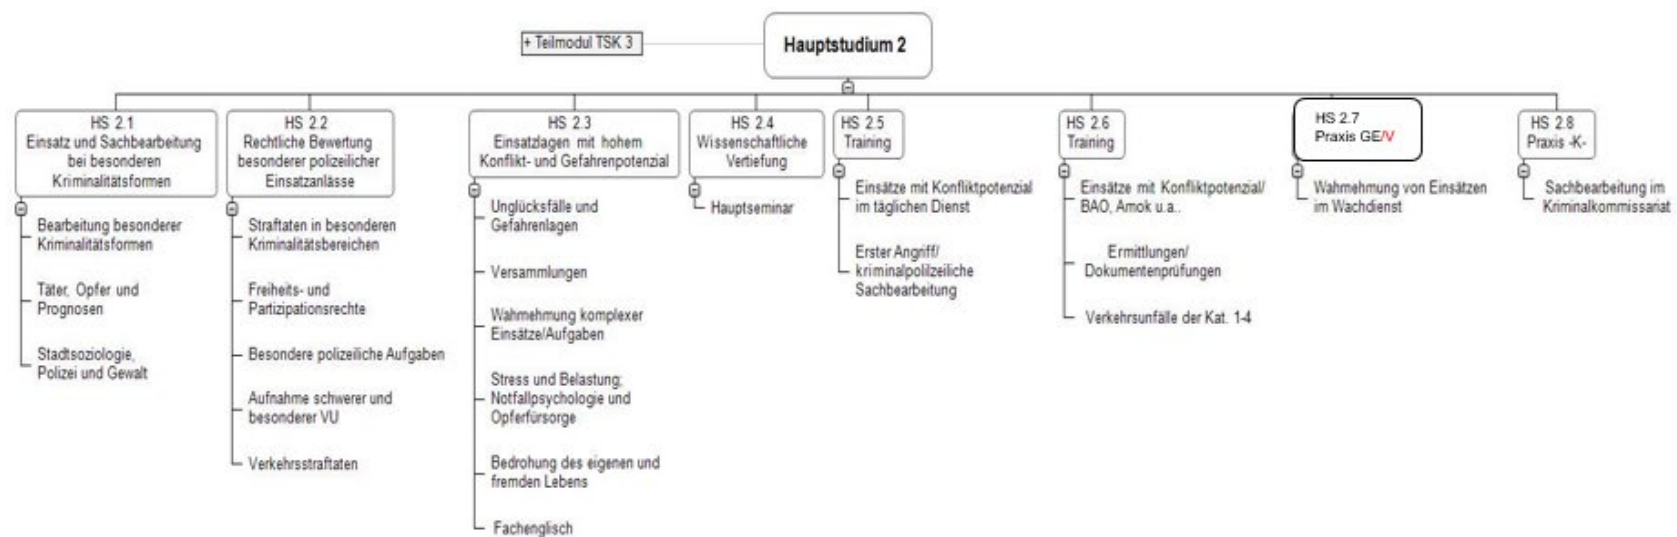 + Teilmodul TSK 3
Hauptstudium 2
HS 2.1
Einsatz und Sachbearbeitung
bei besonderen
Kriminalitätsformen
Bearbeitung besonderer
Kriminalitätsformen
Täter, Opfer und
Prognosen
Stadtsoziologie,
Polizei und Gewalt
HS 2.2
Rechtliche Bewertung
besonderer polizeilicher
Einsatzanlässe
Straftaten in besonderen
Kriminalitätsbereichen
Freiheits- und
Partizipationsrechte
Besondere polizeiliche Aufgaben
Aufnahme schwerer und
besonderer VU
Verkehrsstraftaten
HS 2.3
Einsatzlagen mit hohem
Konflikt- und Gefahrenpotenzial
Unglücksfälle und
Gefahrenlagen
Versammlungen
Wahrnehmung komplexer
Einsätze/Aufgaben
Stress und Belastung;
Notfallpsychologie und
Opferfürsorge
Bedrohung des eigenen und
fremden Lebens
Fachenglisch
HS 2.4
Wissenschaftliche
Vertiefung
Hauptseminar
HS 2.5
Training
Einsätze mit Konfliktpotenzial
im täglichen Dienst
Erster Angriff/
kriminalpolilzeiliche
Sachbearbeitung
HS 2.6
Training
Einsätze mit Konfliktpotenzial/
BAO, Amok u.a..
Ermittlungen/
Dokumentenprüfungen
Verkehrsunfälle der Kat. 1-4
HS 2.7
Praxis GE/V
Wahrnehmung von Einsätzen
im Wachdienst
HS 2.8
Praxis -K-
Sachbearbeitung im
Kriminalkommissariat